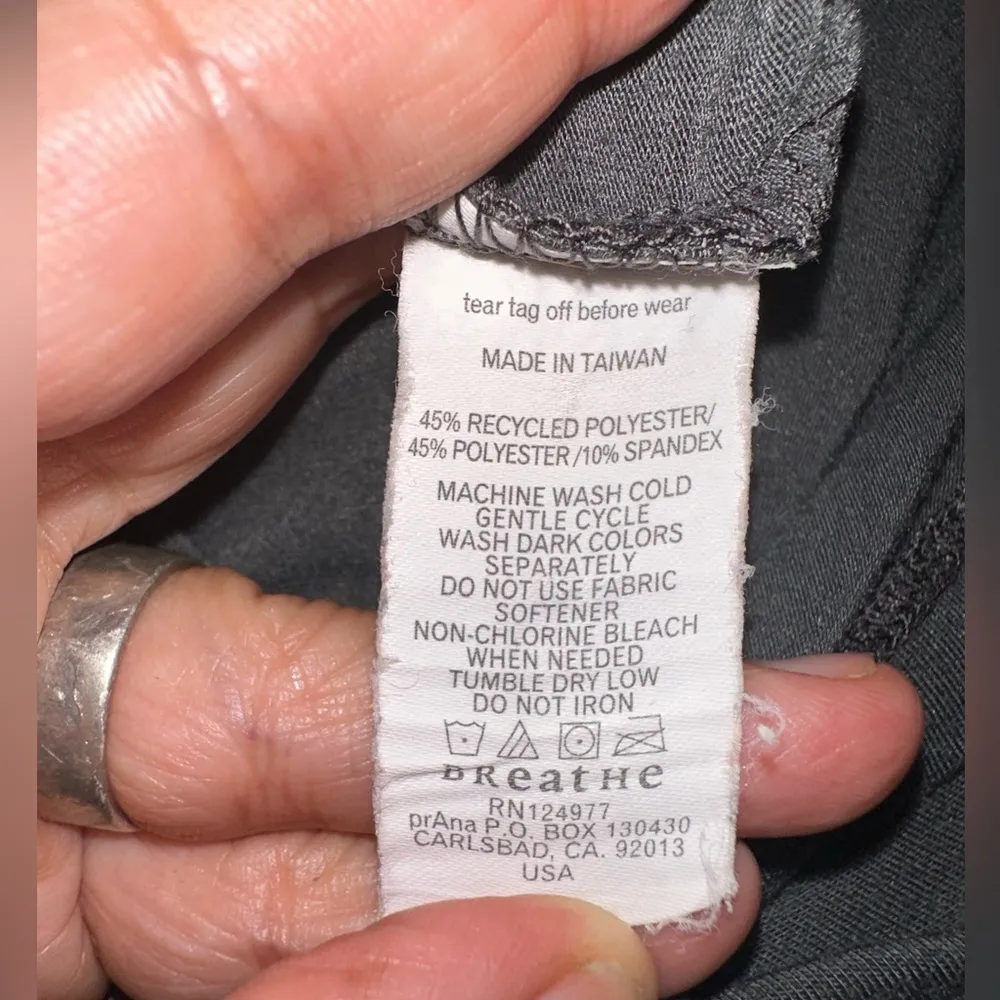 tear tag off before wear
MADE IN TAIWAN
45% RECYCLED POLYESTER/
45% POLYESTER/10% SPANDEX
MACHINE WASH COLD
GENTLE CYCLE
WASH DARK COLORS
SEPARATELY
DO NOT USE FABRIC
SOFTENER
NON-CHLORINE BLEACH
WHEN NEEDED
TUMBLE DRY LOW
DO NOT IRON
BReatHe
RN124977
prAna P.O. BOX 130430
CARLSBAD, CA. 92013
USA